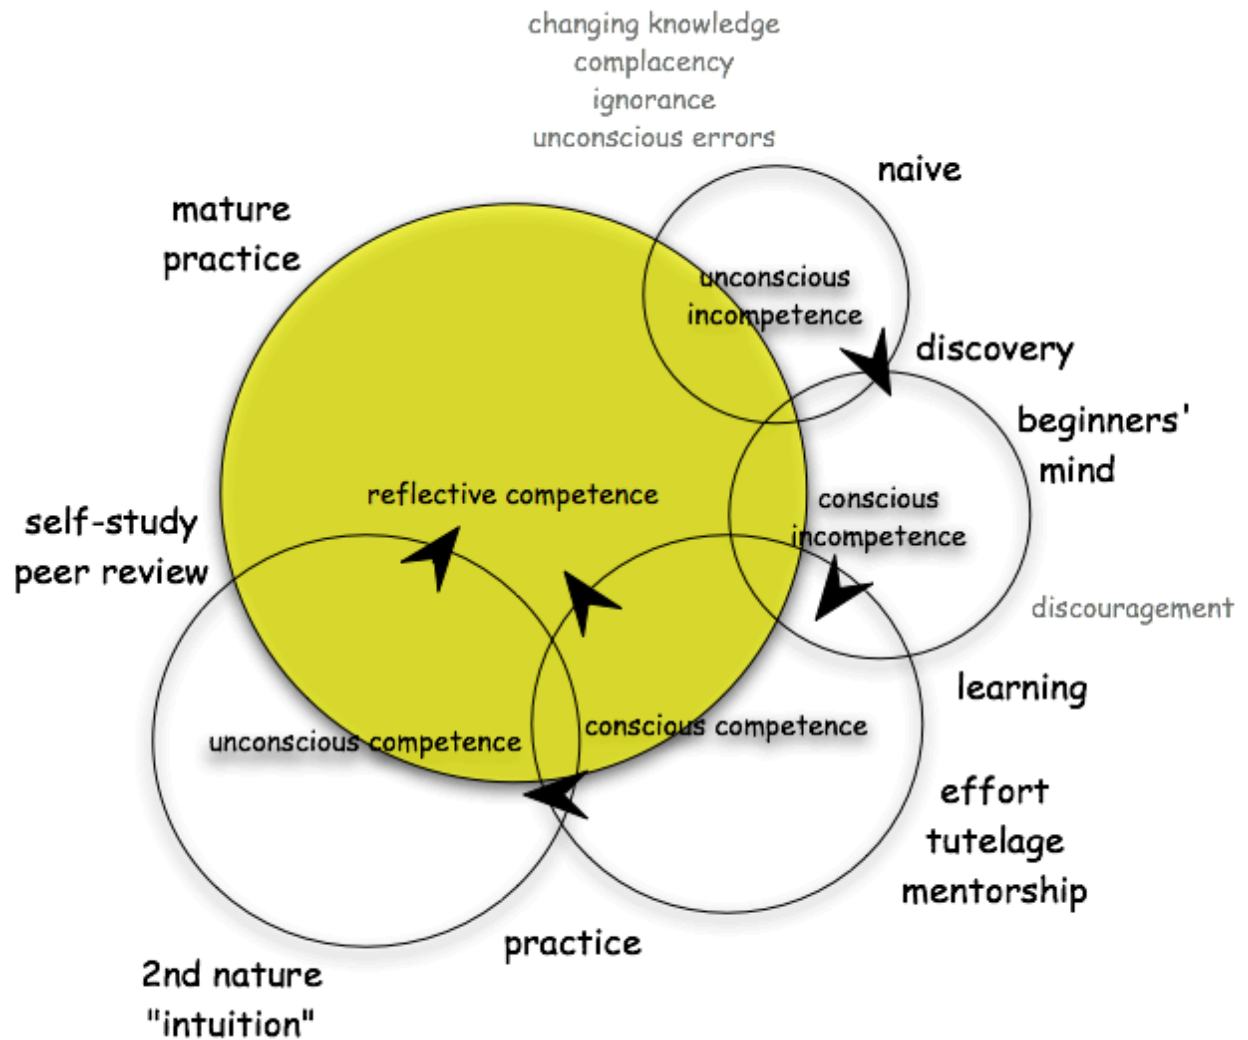 changing knowledge
complacency
ignorance
unconscious errors
naive
mature
practice
unconscious
incompetence
discovery
beginners'
mind
conscious
incompetence
reflective competence
self-study
peer review
discouragement
learning
unconscious competence
conscious competence
effort
tutelage
mentorship
practice
2nd nature
"intuition"